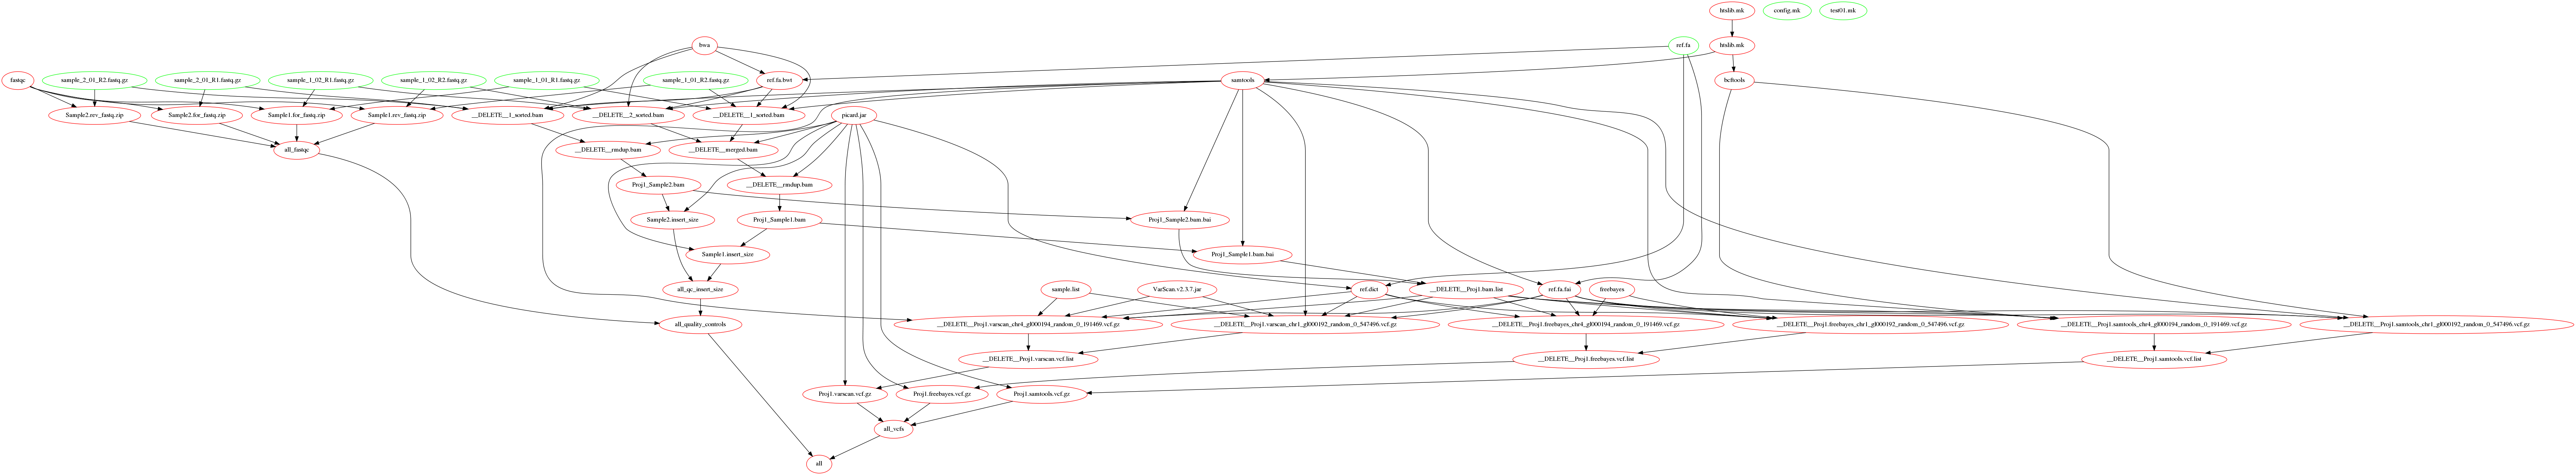 htslib.mk
config.mk
test01.mk
bwa
ref.fa
htslib.mk
fastqc
sample_2_01_R2.fastq.gz
sample_2_01_R1.fastq.gz
sample_1_02_R1.fastq.gz
sample_1_02_R2.fastq.gz
sample_1_01_R1.fastq.gz
sample_1_01_R2.fastq.gz
ref.fa.bwt
samtools
bcftools
Sample2.rev_fastq.zip
Sample2.for_fastq.zip
Sample1.for_fastq.zip
Sample1.rev_fastq.zip
__DELETE__1_sorted.bam
__DELETE__2_sorted.bam
__DELETE__1_sorted.bam
picard.jar
all_fastqc
__DELETE__rmdup.bam
__DELETE__merged.bam
Proj1_Sample2.bam
__DELETE__rmdup.bam
Sample2.insert_size
Proj1_Sample1.bam
Proj1_Sample2.bam.bai
Sample1.insert_size
Proj1_Sample1.bam.bai
all_qc_insert_size
sample.list
VarScan.v2.3.7.jar
ref.dict
__DELETE__Proj1.bam.list
ref.fa.fai
freebayes
all_quality_controls
__DELETE__Proj1.varscan_chr4_gl000194_random_0_191469.vcf.gz
__DELETE__Proj1.varscan_chr1_gl000192_random_0_547496.vcf.gz
__DELETE__Proj1.freebayes_chr4_gl000194_random_0_191469.vcf.gz
__DELETE__Proj1.freebayes_chr1_gl000192_random_0_547496.vcf.gz
__DELETE__Proj1.samtools_chr4_gl000194_random_0_191469.vcf.gz
__DELETE__Proj1.samtools_chr1_gl000192_random_0_547496.vcf.gz
__DELETE__Proj1.varscan.vcf.list
__DELETE__Proj1.freebayes.vcf.list
__DELETE__Proj1.samtools.vcf.list
Proj1.varscan.vcf.gz
Proj1.freebayes.vcf.gz
Proj1.samtools.vcf.gz
all_vcfs
all